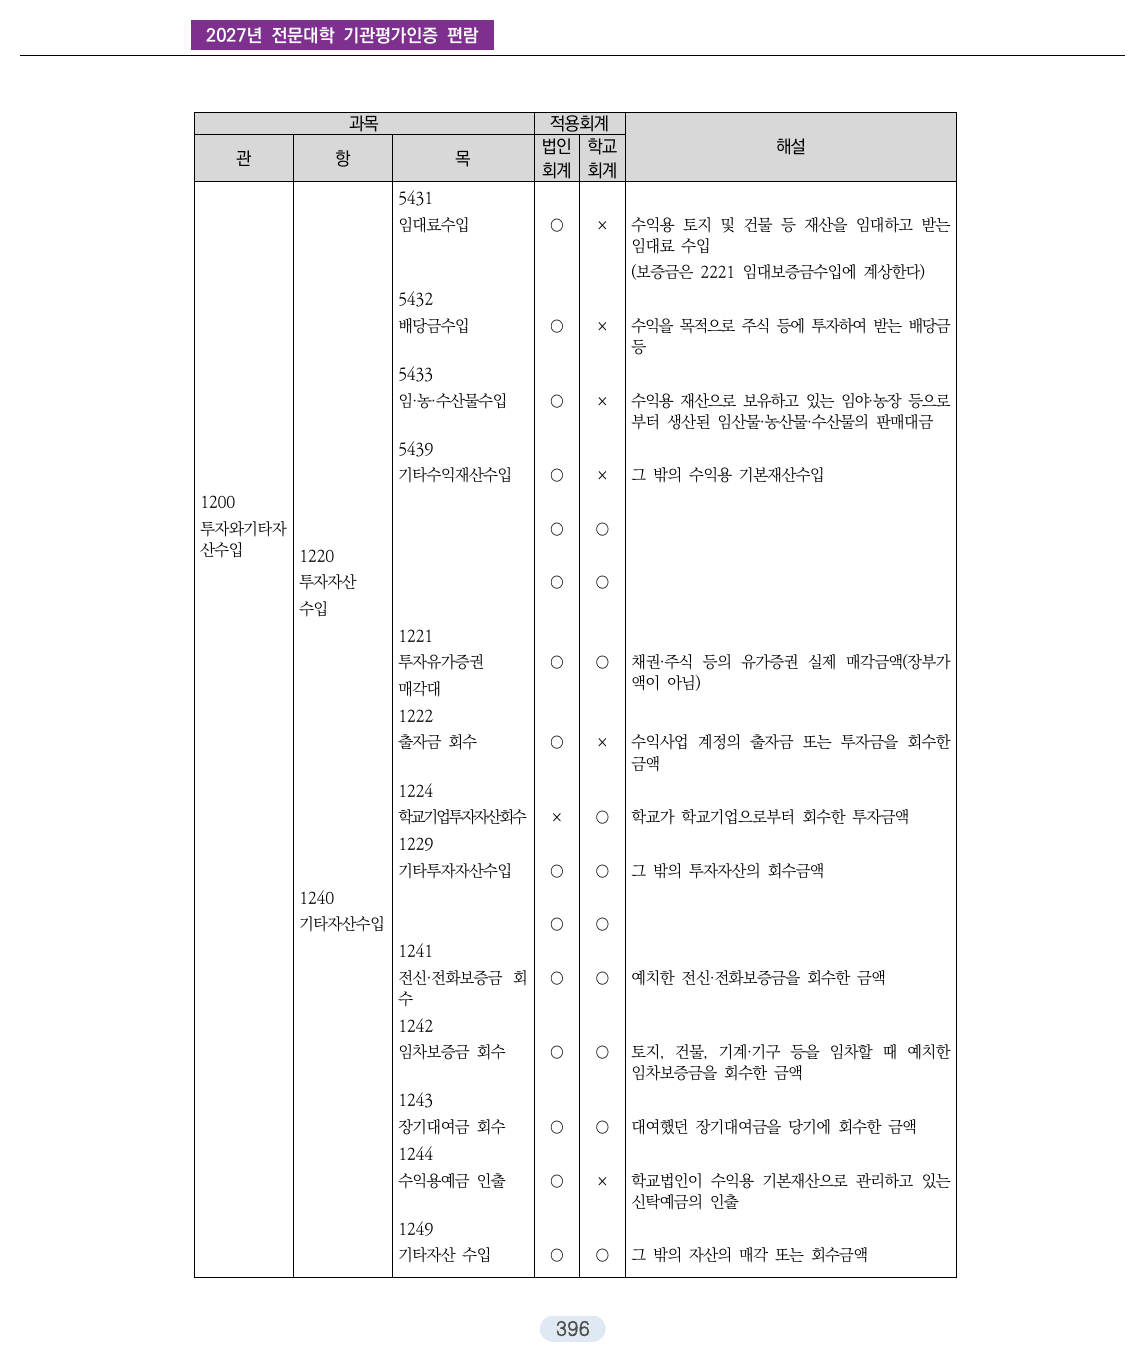 2027년 전문대학 기관평가인증 편람
과목 적용회계 해설
관 항 목 법인 회계 학교 회계
5431
임대료수입 ○ × 수익용 토지 및 건물 등 재산을 임대하고 받는
임대료 수입
(보증금은 2221 임대보증금수입에 계상한다)
5432
배당금수입 ○ × 수익을 목적으로 주식 등에 투자하여 받는 배당금
등
5433
임·농·수산물수입 ○ × 수익용 재산으로 보유하고 있는 임야·농장 등으로
부터 생산된 임산물·농산물·수산물의 판매대금
5439
기타수익재산수입 ○ × 그 밖의 수익용 기본재산수입
1200
투자와기타자 ○ ○
산수입
1220
투자자산 ○ ○
수입
1221
투자유가증권 ○ ○ 채권·주식 등의 유가증권 실제 매각금액(장부가
액이 아님)
매각대
1222
출자금 회수 ○ × 수익사업 계정의 출자금 또는 투자금을 회수한
금액
1224
학교기업투자자산회수 × ○ 학교가 학교기업으로부터 회수한 투자금액
1229
기타투자자산수입 ○ ○ 그 밖의 투자자산의 회수금액
1240
기타자산수입 ○ ○
1241
전신·전화보증금 회 ○ ○ 예치한 전신·전화보증금을 회수한 금액
수
1242
임차보증금 회수 ○ ○ 토지, 건물, 기계·기구 등을 임차할 때 예치한
임차보증금을 회수한 금액
1243
장기대여금 회수 ○ ○ 대여했던 장기대여금을 당기에 회수한 금액
1244
수익용예금 인출 ○ × 학교법인이 수익용 기본재산으로 관리하고 있는
신탁예금의 인출
1249
기타자산 수입 ○ ○ 그 밖의 자산의 매각 또는 회수금액
396